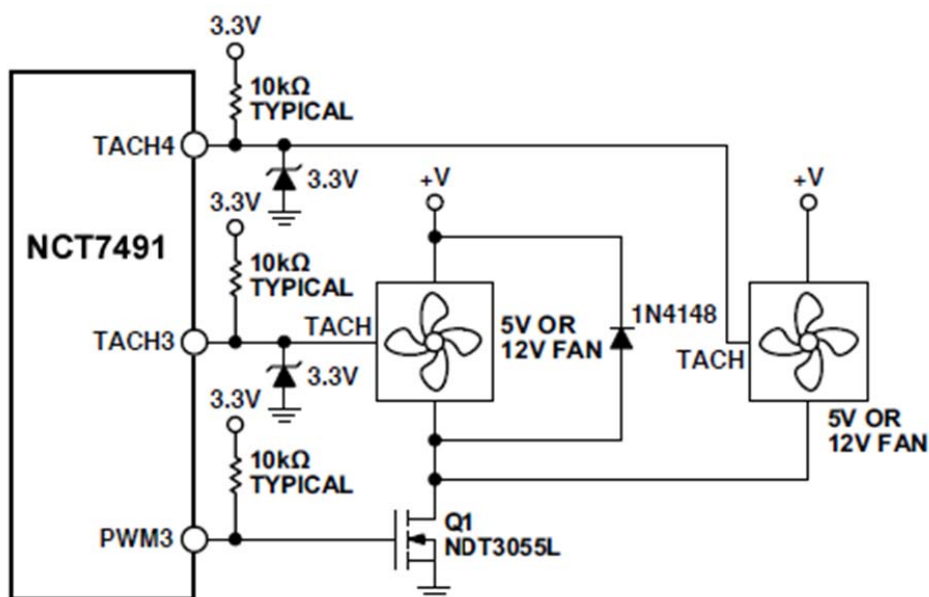 3.3V
10kΩ
TYPICAL
TACH4
3.3V
+V
+V
3.3V
NCT7491
10kΩ
TYPICAL
TACH
5V OR
12V FAN
1N4148
TACH3
TACH
3.3V
3.3V
5V OR
12V FAN
10kΩ
TYPICAL
Q1
NDT3055L
PWM3